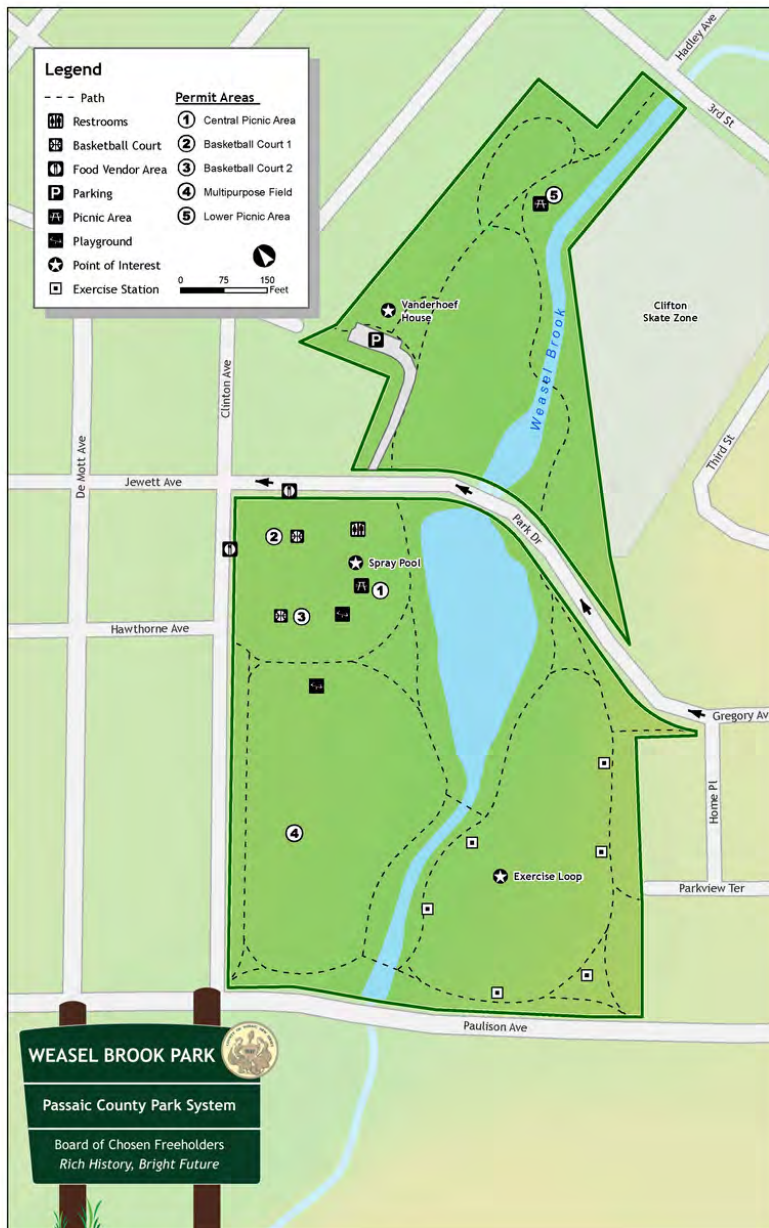 Legend
Path
Restrooms
Basketball Court
Food Vendor Area
P Parking
Picnic Area
Playground
Point of Interest
Exercise Station
Permit Areas
1 Central Picnic Area
2 Basketball Court 1
3 Basketball Court 2
4 Multipurpose Field
5 Lower Picnic Area
0 75 150
Feet
Hadley Ave
3rd St
5
Clifton
Skate Zone
Vanderhoef
House
P
Weasel Brook
Clinton Ave
De Mott Ave
Third St
Jewett Ave
Park Dr
2
Spray Pool
1
3
Hawthorne Ave
Gregory Av
Home Pl
4
Exercise Loop
Parkview Ter
Paulison Ave
WEASEL BROOK PARK
Passaic County Park System
Board of Chosen Freeholders
Rich History, Bright Future